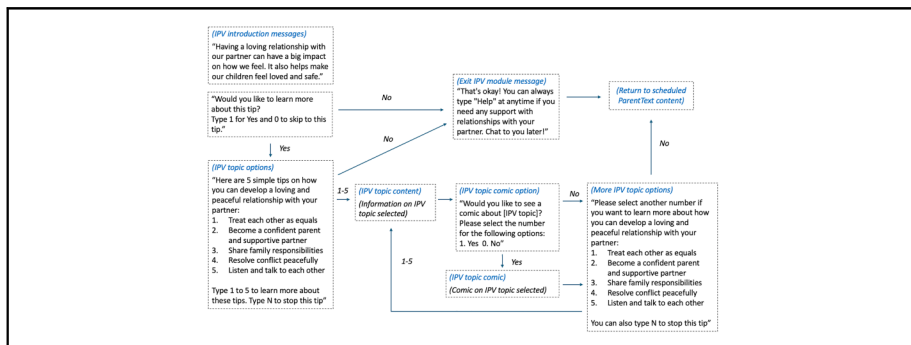 (IPV introduction messages)
“Having a loving relationship with
our partner can have a big impact
on how we feel. It also helps make
our children feel loved and safe.”
“Would you like to learn more
about this tip?
Type 1 for Yes and 0 to skip to this
tip.”
No
(Exit IPV module message)
“That's okay! You can always
type "Help" at anytime if you
need any support with
relationships with your
partner. Chat to you later!”
(Return to scheduled
ParentText content)
Yes
No
No
(IPV topic options)
“Here are 5 simple tips on how
you can develop a loving and
peaceful relationship with your
partner:
1. Treat each other as equals
2. Become a confident parent
and supportive partner
3. Share family responsibilities
4. Resolve conflict peacefully
5. Listen and talk to each other
Type 1 to 5 to learn more about
these tips. Type N to stop this tip”
1-5
(IPV topic content)
(Information on IPV
topic selected)
(IPV topic comic option)
“Would you like to see a
comic about [IPV topic]?
Please select the number
for the following options:
1. Yes 0. No”
No
Yes
1-5
(IPV topic comic)
(Comic on IPV topic selected)
(More IPV topic options)
“Please select another number if
you want to learn more about how
you can develop a loving and
peaceful relationship with your
partner:
1. Treat each other as equals
2. Become a confident parent
and supportive partner
3. Share family responsibilities
4. Resolve conflict peacefully
5. Listen and talk to each other
You can also type N to stop this tip”